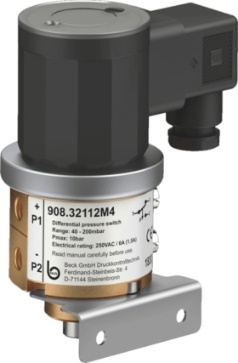 +
P1
-
P2
908.32112M4
Differential pressure switch
Range: 40 - 200mbar
Pmax: 10bar
Electrical rating: 250VAC / 6A (1,5A)
Read manual carefully before use
b
Beck GmbH Druckkontrolltechnik
Ferdinand-Steinbeis-Str. 4
D-71144 Steinenbronn